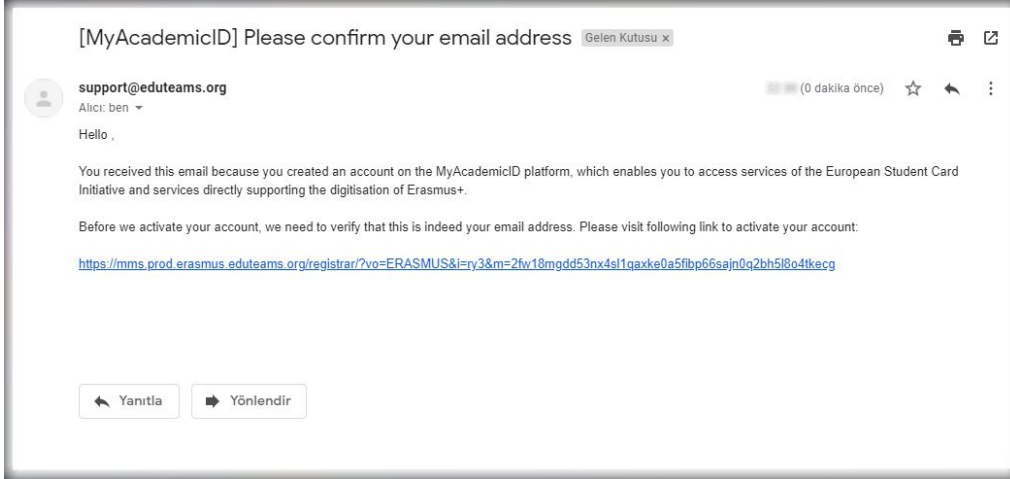 [MyAcademicID] Please confirm your email address Gelen Kutusu x
support@eduteams.org
(0 dakika önce)
Alıcı: ben
Hello ,
You received this email because you created an account on the MyAcademicID platform, which enables you to access services of the European Student Card
Initiative and services directly supporting the digitisation of Erasmus+.
Before we activate your account, we need to verify that this is indeed your email address. Please visit following link to activate your account:
https://mms.prod.erasmus.eduteams.org/registrar/?vo=ERASMUS&i=ry3&m=2fw18mgdd53nx4sl1qaxke0a5fibp66sajn0q2bh5l8o4tkecg
Yanıtla
Yönlendir